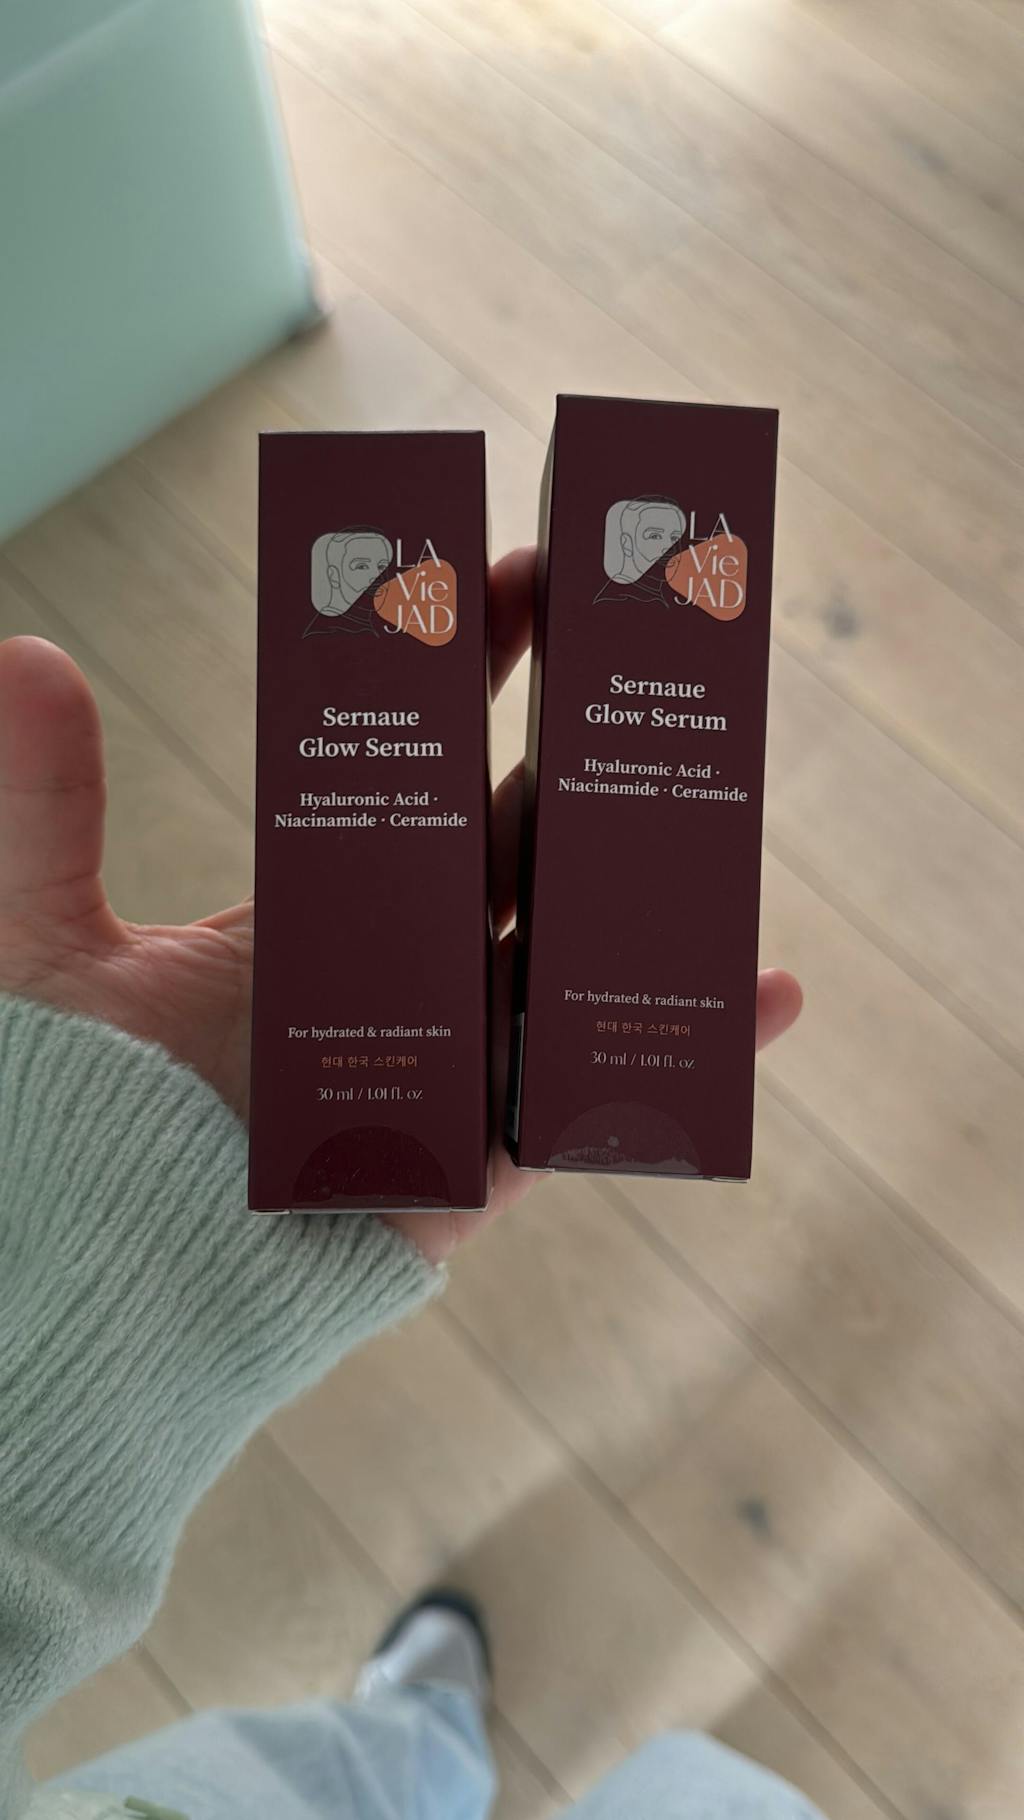 LA
Vie
JAD
Sernaue
Glow Serum
Hyaluronic Acid ·
Niacinamide · Ceramide
For hydrated & radiant skin
현대 한국 스킨케어
30 ml / 1.01 fl. oz
LA
Vie
JAD
Sernaue
Glow Serum
Hyaluronic Acid ·
Niacinamide · Ceramide
For hydrated & radiant skin
현대 한국 스킨케어
30 ml / 1.01 fl. oz